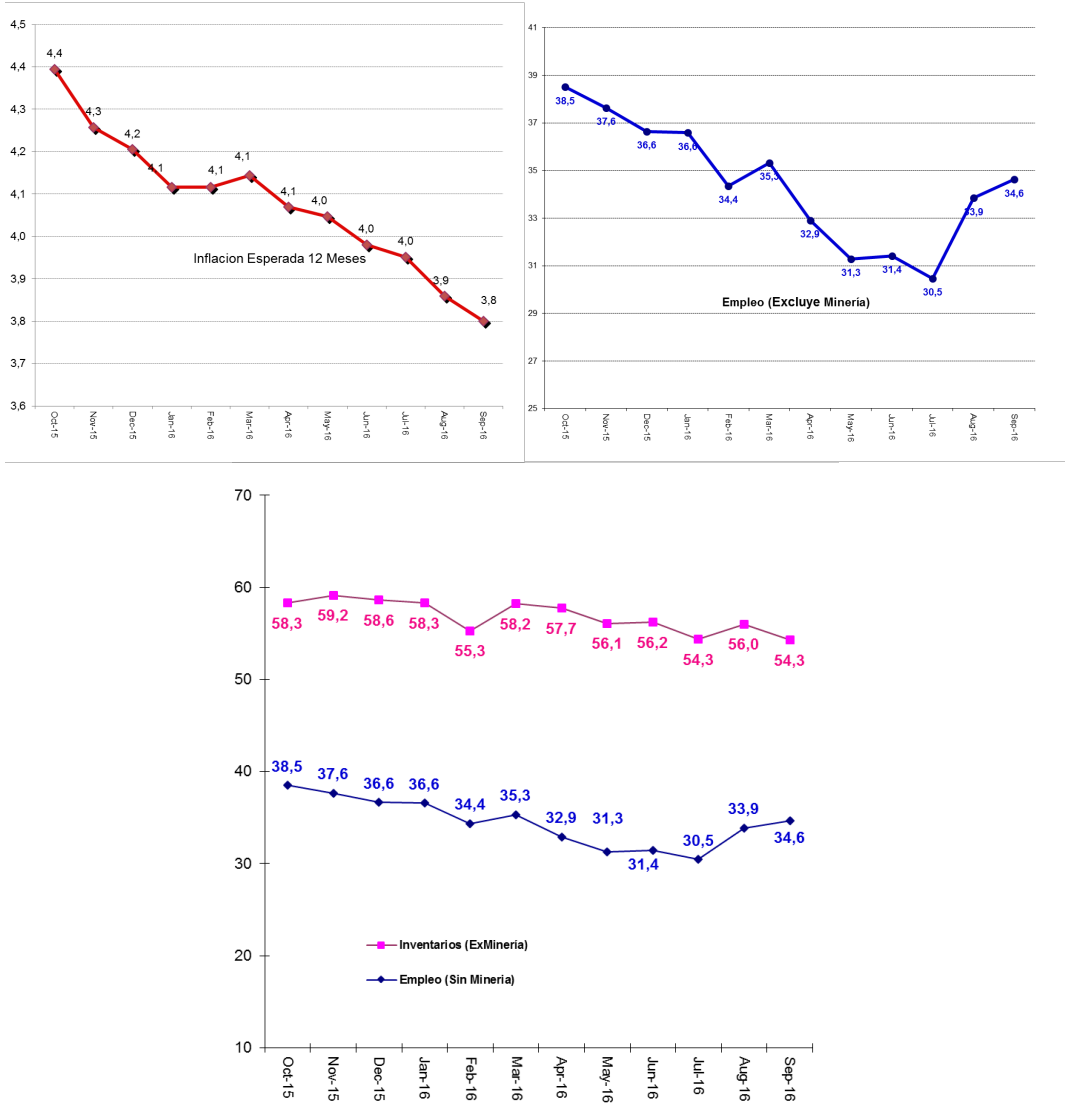 4,5
4,4
4,3
4,2
4,1
4,0
3,9
3,8
3,7
3,6
4,4
4,3
4,2
4,1
4,1
4,1
4,1
4,0
4,0
4,0
3,9
3,8
Inflacion Esperada 12 Meses
Oct-15
Nov-15
Dec-15
Jan-16
Feb-16
Mar-16
Apr-16
May-16
Jun-16
Jul-16
Aug-16
Sep-16
41
39
37
35
33
31
29
27
25
38,5
37,6
36,6
36,6
34,4
35,3
32,9
31,3
31,4
30,5
33,9
34,6
Empleo (Excluye Minería)
Oct-15
Nov-15
Dec-15
Jan-16
Feb-16
Mar-16
Apr-16
May-16
Jun-16
Jul-16
Aug-16
Sep-16
70
60
50
40
30
20
10
58,3
59,2
58,6
58,3
55,3
58,2
57,7
56,1
56,2
54,3
56,0
54,3
38,5
37,6
36,6
36,6
34,4
35,3
32,9
31,3
31,4
30,5
33,9
34,6
Inventarios (ExMinería)
Empleo (Sin Mineria)
Oct-15
Nov-15
Dec-15
Jan-16
Feb-16
Mar-16
Apr-16
May-16
Jun-16
Jul-16
Aug-16
Sep-16